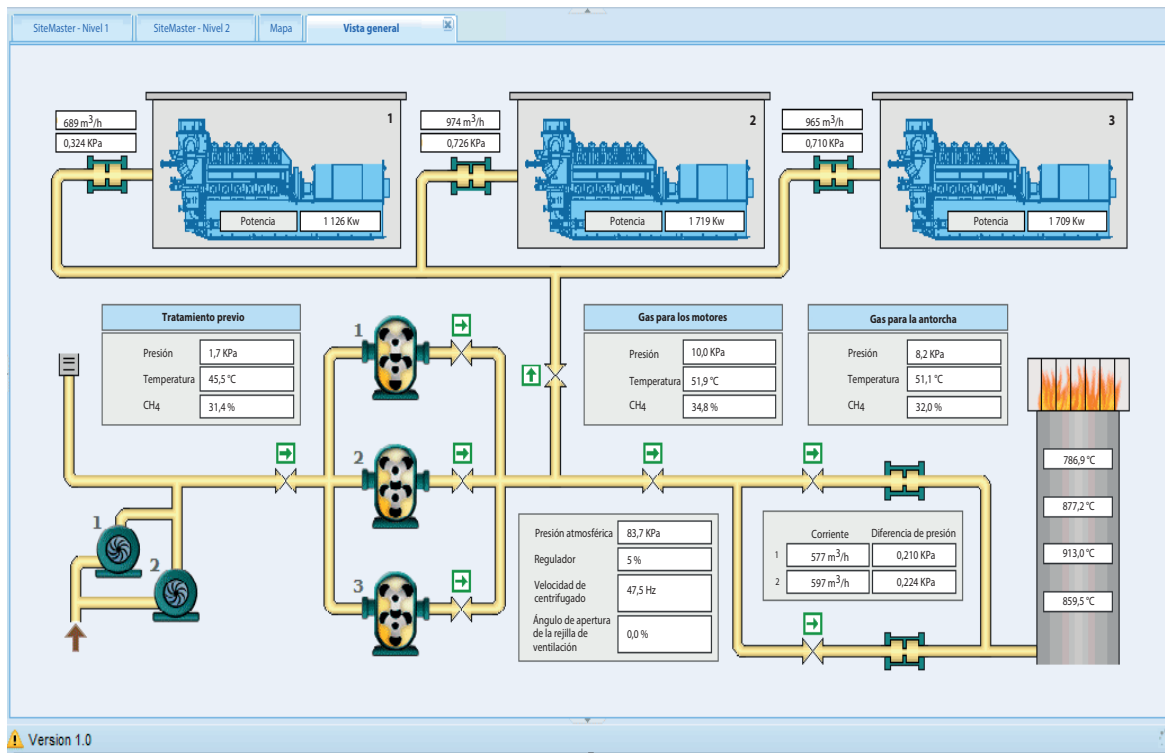 SiteMaster - Nivel 1
SiteMaster - Nivel 2
Mapa
Vista general
689 m³/h
0,324 KPa
1
Potencia
1 126 Kw
974 m³/h
0,726 KPa
2
Potencia
1 719 Kw
965 m³/h
0,710 KPa
3
Potencia
1 709 Kw
Tratamiento previo
Presión
1,7 KPa
Temperatura
45,5 °C
CH4
31,4 %
1
2
3
Gas para los motores
Presión
10,0 KPa
Temperatura
51,9 °C
CH4
34,8 %
Gas para la antorcha
Presión
8,2 KPa
Temperatura
51,1 °C
CH4
32,0 %
786,9 °C
877,2 °C
913,0 °C
859,5 °C
1
2
Presión atmosférica
83,7 KPa
Regulador
5 %
Velocidad de
centrifugado
47,5 Hz
Ángulo de apertura
de la rejilla de
ventilación
0,0 %
Corriente
Diferencia de presión
1
577 m³/h
0,210 KPa
2
597 m³/h
0,224 KPa
Version 1.0